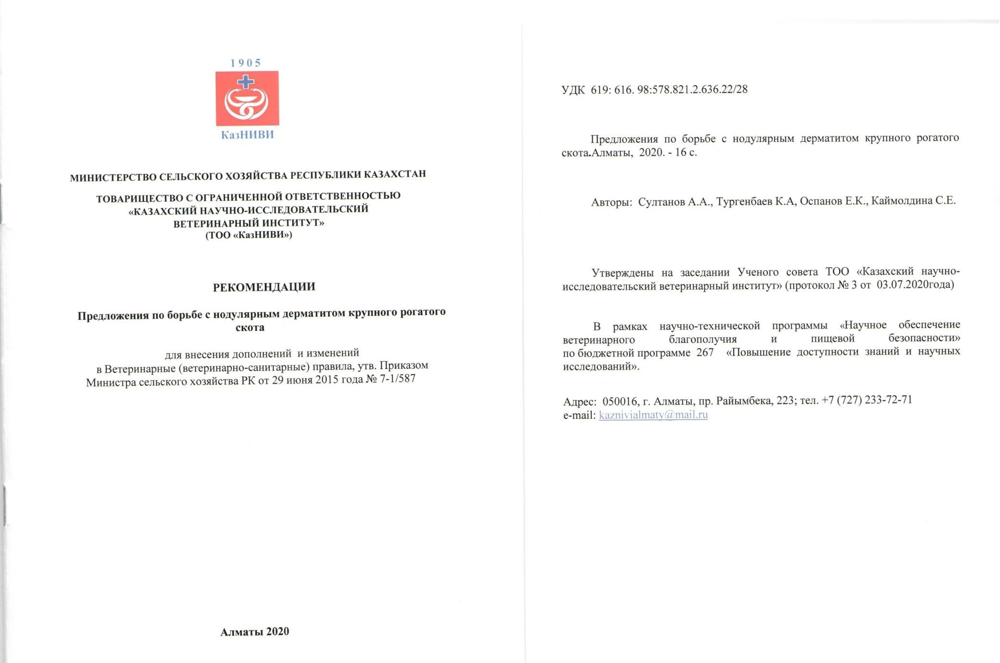 1905
КазНИВИ
МИНИСТЕРСТВО СЕЛЬСКОГО ХОЗЯЙСТВА РЕСПУБЛИКИ КАЗАХСТАН
ТОВАРИЩЕСТВО С ОГРАНИЧЕННОЙ ОТВЕТСТВЕННОСТЬЮ
«КАЗАХСКИЙ НАУЧНО-ИССЛЕДОВАТЕЛЬСКИЙ
ВЕТЕРИНАРНЫЙ ИНСТИТУТ»
(ТОО «КазНИВИ»)
РЕКОМЕНДАЦИИ
Предложения по борьбе с нодулярным дерматитом крупного рогатого
скота
для внесения дополнений и изменений
в Ветеринарные (ветеринарно-санитарные) правила, утв. Приказом
Министра сельского хозяйства РК от 29 июня 2015 года № 7-1/587
Алматы 2020
УДК 619: 616. 98:578.821.2.636.22/28
Предложения по борьбе с нодулярным дерматитом крупного рогатого
скота.Алматы, 2020. - 16 с.
Авторы: Султанов А.А., Тургенбаев К.А, Оспанов Е.К., Каймолдина С.Е.
Утверждены на заседании Ученого совета ТОО «Казахский научно-
исследовательский ветеринарный институт» (протокол № 3 от 03.07.2020года)
В рамках научно-технической программы «Научное обеспечение
ветеринарного благополучия и пищевой безопасности»
по бюджетной программе 267 «Повышение доступности знаний и научных
исследований».
Адрес: 050016, г. Алматы, пр. Райымбека, 223; тел. +7 (727) 233-72-71
e-mail: kaznivialmaty@mail.ru